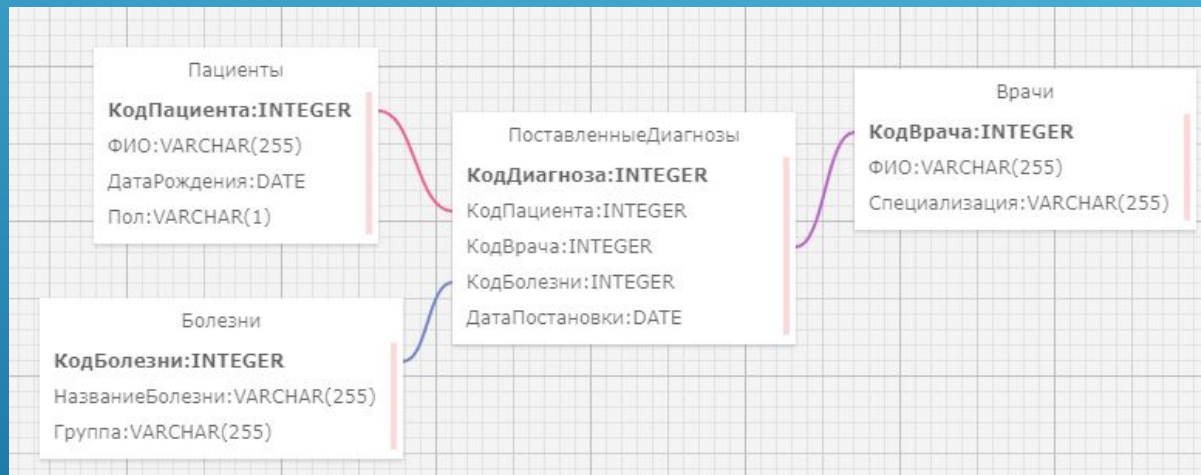 Пациенты
КодПациента:INTEGER
ФИО:VARCHAR(255)
ДатаРождения:DATE
Пол:VARCHAR(1)
ПоставленныеДиагнозы
КодДиагноза:INTEGER
КодПациента:INTEGER
КодВрача:INTEGER
КодБолезни:INTEGER
ДатаПостановки:DATE
Врачи
КодВрача:INTEGER
ФИО:VARCHAR(255)
Специализация:VARCHAR(255)
Болезни
КодБолезни:INTEGER
НазваниеБолезни:VARCHAR(255)
Группа:VARCHAR(255)